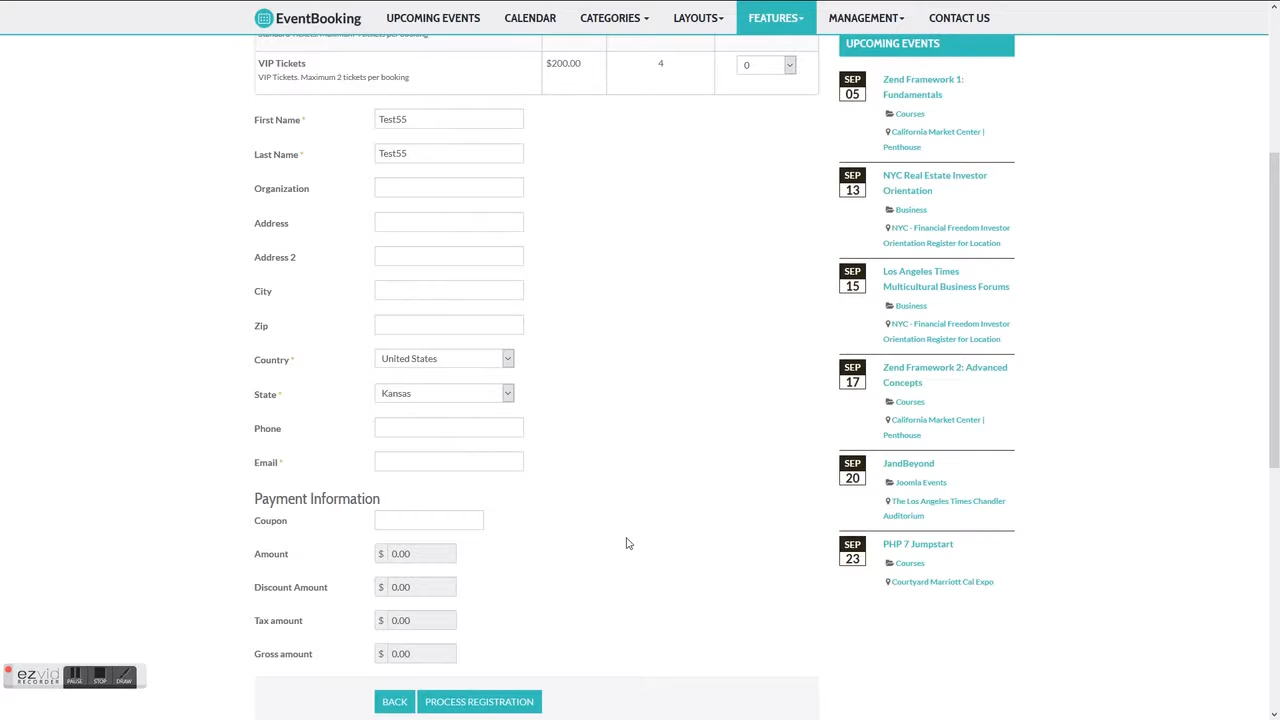 EventBooking UPCOMING EVENTS CALENDAR CATEGORIES LAYOUTS FEATURES MANAGEMENT CONTACT US
Standard Tickets. Maximum 4 tickets per booking
VIP Tickets $200.00 4 0
VIP Tickets. Maximum 2 tickets per booking
First Name * Test55
Last Name * Test55
Organization
Address
Address 2
City
Zip
Country * United States
State * Kansas
Phone
Email *
Payment Information
Coupon
Amount $ 0.00
Discount Amount $ 0.00
Tax amount $ 0.00
Gross amount $ 0.00
BACK PROCESS REGISTRATION
UPCOMING EVENTS
SEP 05
Zend Framework 1:
Fundamentals
Courses
California Market Center |
Penthouse
SEP 13
NYC Real Estate Investor
Orientation
Business
NYC - Financial Freedom Investor
Orientation Register for Location
SEP 15
Los Angeles Times
Multicultural Business Forums
Business
NYC - Financial Freedom Investor
Orientation Register for Location
SEP 17
Zend Framework 2: Advanced
Concepts
Courses
California Market Center |
Penthouse
SEP 20
JandBeyond
Joomla Events
The Los Angeles Times Chandler
Auditorium
SEP 23
PHP 7 Jumpstart
Courses
Courtyard Marriott Cal Expo
ezvid
RECORDER
PAUSE STOP DRAW